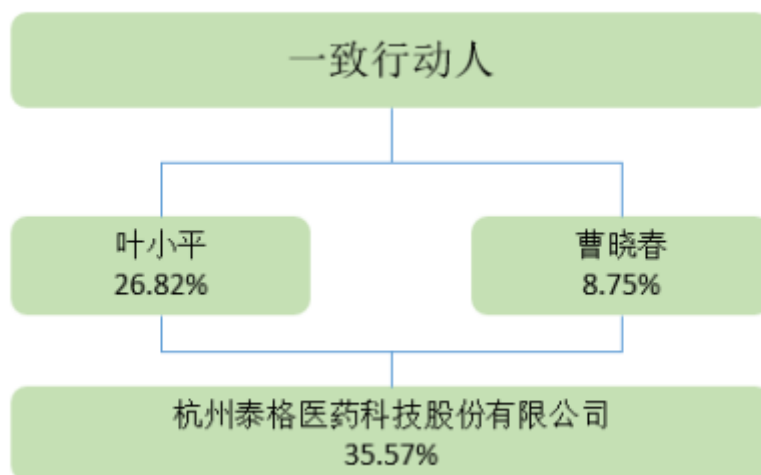 一致行动人
叶小平
26.82%
曹晓春
8.75%
杭州泰格医药科技股份有限公司
35.57%